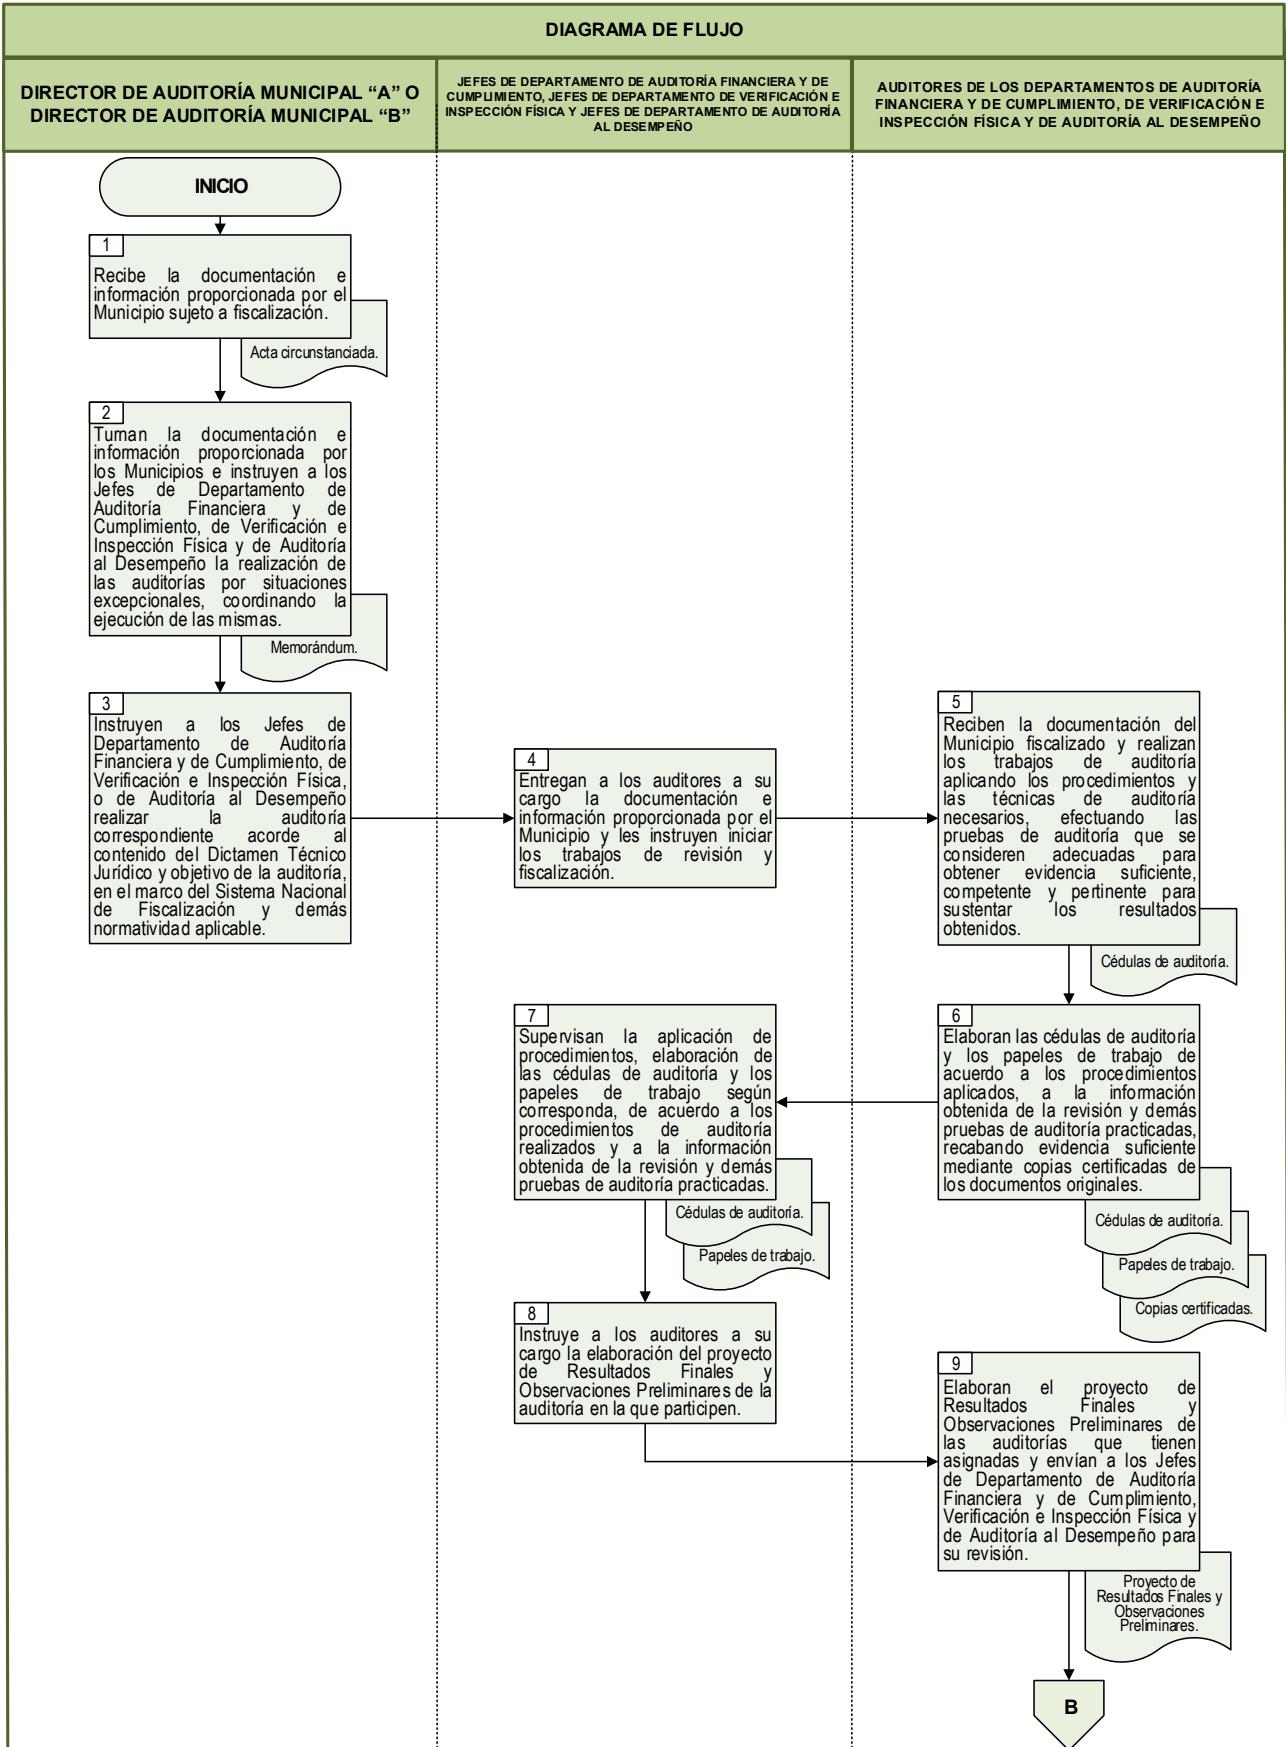 DIAGRAMA DE FLUJO
DIRECTOR DE AUDITORÍA MUNICIPAL “A” O
DIRECTOR DE AUDITORÍA MUNICIPAL “B”
JEFES DE DEPARTAMENTO DE AUDITORÍA FINANCIERA Y DE
CUMPLIMIENTO, JEFES DE DEPARTAMENTO DE VERIFICACIÓN E
INSPECCIÓN FÍSICA Y JEFES DE DEPARTAMENTO DE AUDITORÍA
AL DESEMPEÑO
AUDITORES DE LOS DEPARTAMENTOS DE AUDITORÍA
FINANCIERA Y DE CUMPLIMIENTO, DE VERIFICACIÓN E
INSPECCIÓN FÍSICA Y DE AUDITORÍA AL DESEMPEÑO
INICIO
1
Recibe la documentación e
información proporcionada por el
Municipio sujeto a fiscalización.
Acta circunstanciada.
2
Turnan la documentación e
información proporcionada por
los Municipios e instruyen a los
Jefes de Departamento de
Auditoría Financiera y de
Cumplimiento, de Verificación e
Inspección Física y de Auditoría
al Desempeño la realización de
las auditorías por situaciones
excepcionales, coordinando la
ejecución de las mismas.
Memorándum.
3
Instruyen a los Jefes de
Departamento de Auditoría
Financiera y de Cumplimiento, de
Verificación e Inspección Física,
o de Auditoría al Desempeño
realizar la auditoría
correspondiente acorde al
contenido del Dictamen Técnico
Jurídico y objetivo de la auditoría,
en el marco del Sistema Nacional
de Fiscalización y demás
normatividad aplicable.
4
Entregan a los auditores a su
cargo la documentación e
información proporcionada por el
Municipio y les instruyen iniciar
los trabajos de revisión y
fiscalización.
5
Reciben la documentación del
Municipio fiscalizado y realizan
los trabajos de auditoría
aplicando los procedimientos y
las técnicas de auditoría
necesarios, efectuando las
pruebas de auditoría que se
consideren adecuadas para
obtener evidencia suficiente,
competente y pertinente para
sustentar los resultados
obtenidos.
Cédulas de auditoría.
6
Elaboran las cédulas de auditoría
y los papeles de trabajo de
acuerdo a los procedimientos
aplicados, a la información
obtenida de la revisión y demás
pruebas de auditoría practicadas,
recabando evidencia suficiente
mediante copias certificadas de
los documentos originales.
Cédulas de auditoría.
Papeles de trabajo.
Copias certificadas.
7
Supervisan la aplicación de
procedimientos, elaboración de
las cédulas de auditoría y los
papeles de trabajo según
corresponda, de acuerdo a los
procedimientos de auditoría
realizados y a la información
obtenida de la revisión y demás
pruebas de auditoría practicadas.
Cédulas de auditoría.
Papeles de trabajo.
8
Instruye a los auditores a su
cargo la elaboración del proyecto
de Resultados Finales y
Observaciones Preliminares de la
auditoría en la que participen.
9
Elaboran el proyecto de
Resultados Finales y
Observaciones Preliminares de
las auditorías que tienen
asignadas y envían a los Jefes
de Departamento de Auditoría
Financiera y de Cumplimiento,
Verificación e Inspección Física y
de Auditoría al Desempeño para
su revisión.
Proyecto de
Resultados Finales y
Observaciones
Preliminares.
B